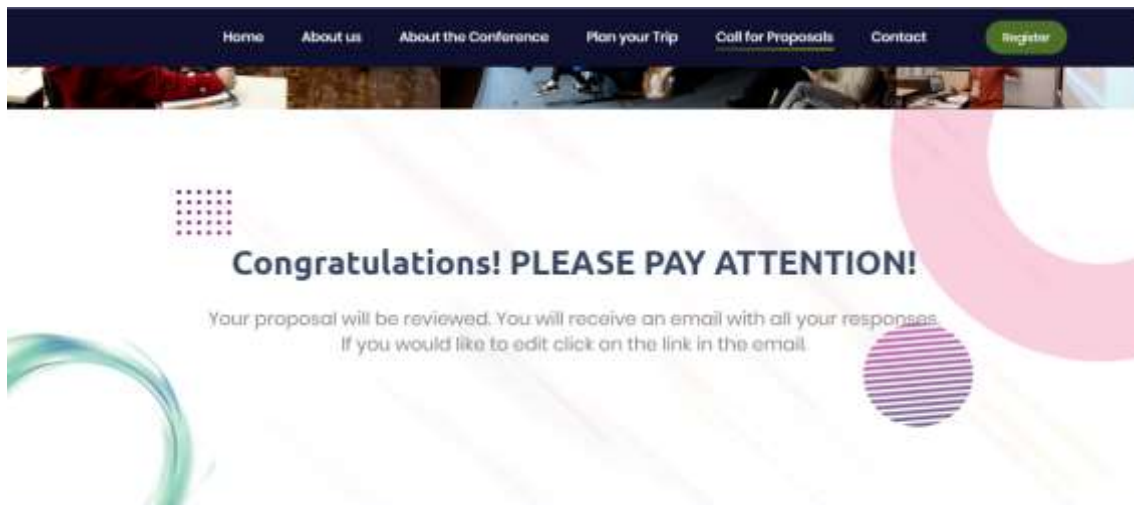 Home About us About the Conference Plan your Trip Call for Proposals Contact Register
Congratulations! PLEASE PAY ATTENTION!
Your proposal will be reviewed. You will receive an email with all your responses.
If you would like to edit click on the link in the email.